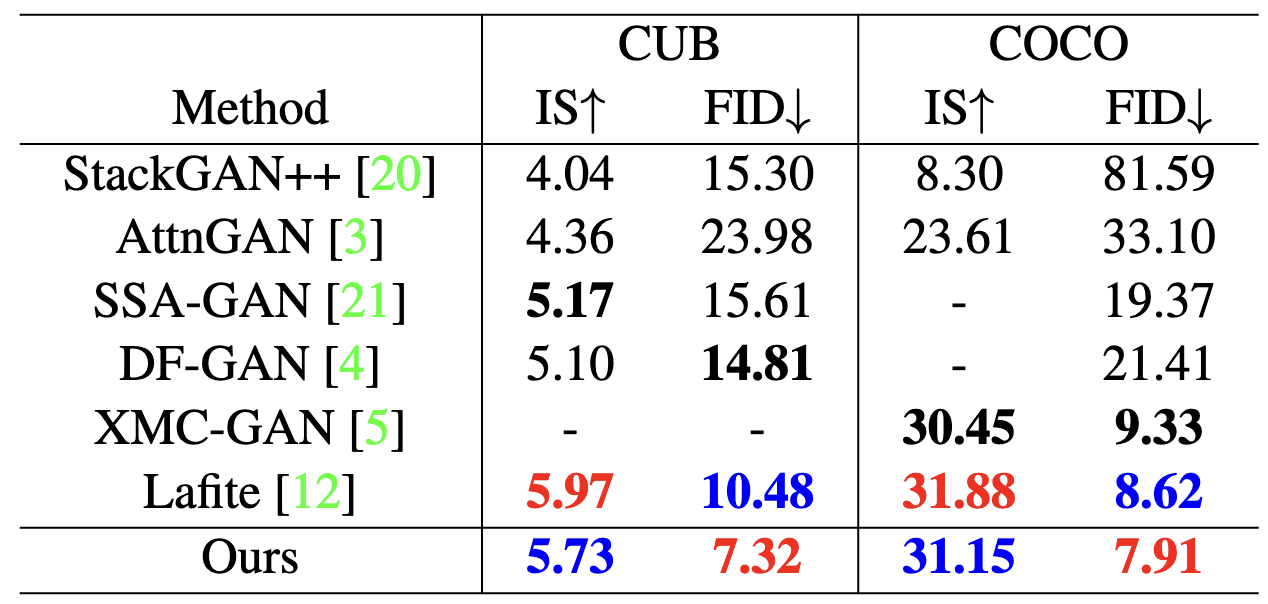 CUB COCO
Method IS↑ FID↓ IS↑ FID↓
StackGAN++ [20] 4.04 15.30 8.30 81.59
AttnGAN [3] 4.36 23.98 23.61 33.10
SSA-GAN [21] 5.17 15.61 - 19.37
DF-GAN [4] 5.10 14.81 - 21.41
XMC-GAN [5] - - 30.45 9.33
Lafite [12] 5.97 10.48 31.88 8.62
Ours 5.73 7.32 31.15 7.91